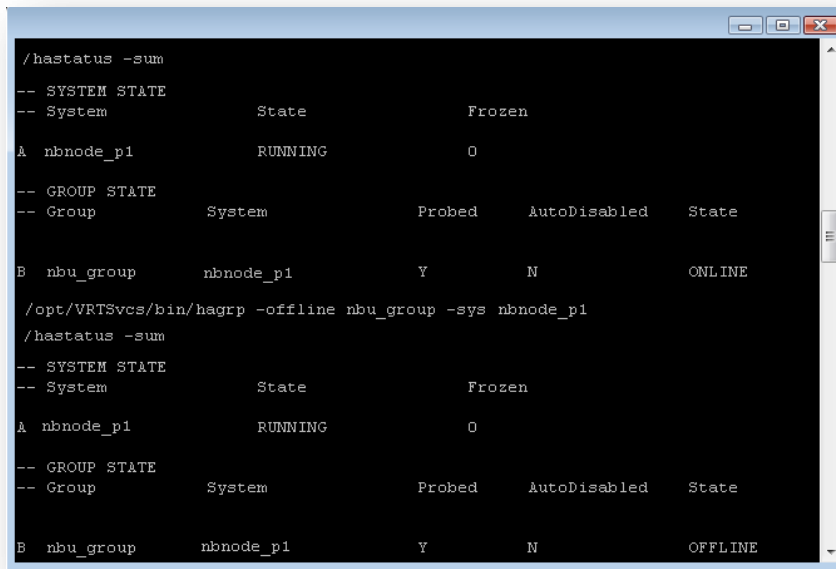 /hastatus -sum
-- SYSTEM STATE
-- System State Frozen
A nbnode_p1 RUNNING 0
-- GROUP STATE
-- Group System Probed AutoDisabled State
B nbu_group nbnode_p1 Y N ONLINE
/opt/VRTSvcs/bin/hagrp -offline nbu_group -sys nbnode_p1
/hastatus -sum
-- SYSTEM STATE
-- System State Frozen
A nbnode_p1 RUNNING 0
-- GROUP STATE
-- Group System Probed AutoDisabled State
B nbu_group nbnode_p1 Y N OFFLINE